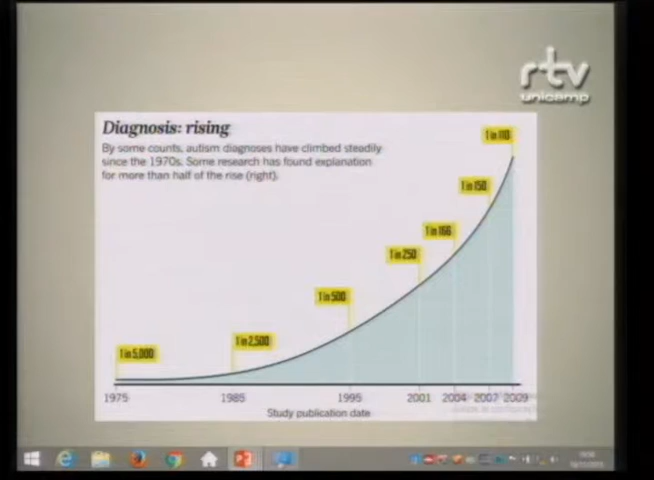 rtv
unicamp
Diagnosis: rising
By some counts, autism diagnoses have climbed steadily
since the 1970s. Some research has found explanation
for more than half of the rise (right).
1 in 110
1 in 150
1 in 166
1 in 250
1 in 500
1 in 2,500
1 in 5,000
1975 1985 1995 2001 2004 2007 2009
Study publication date